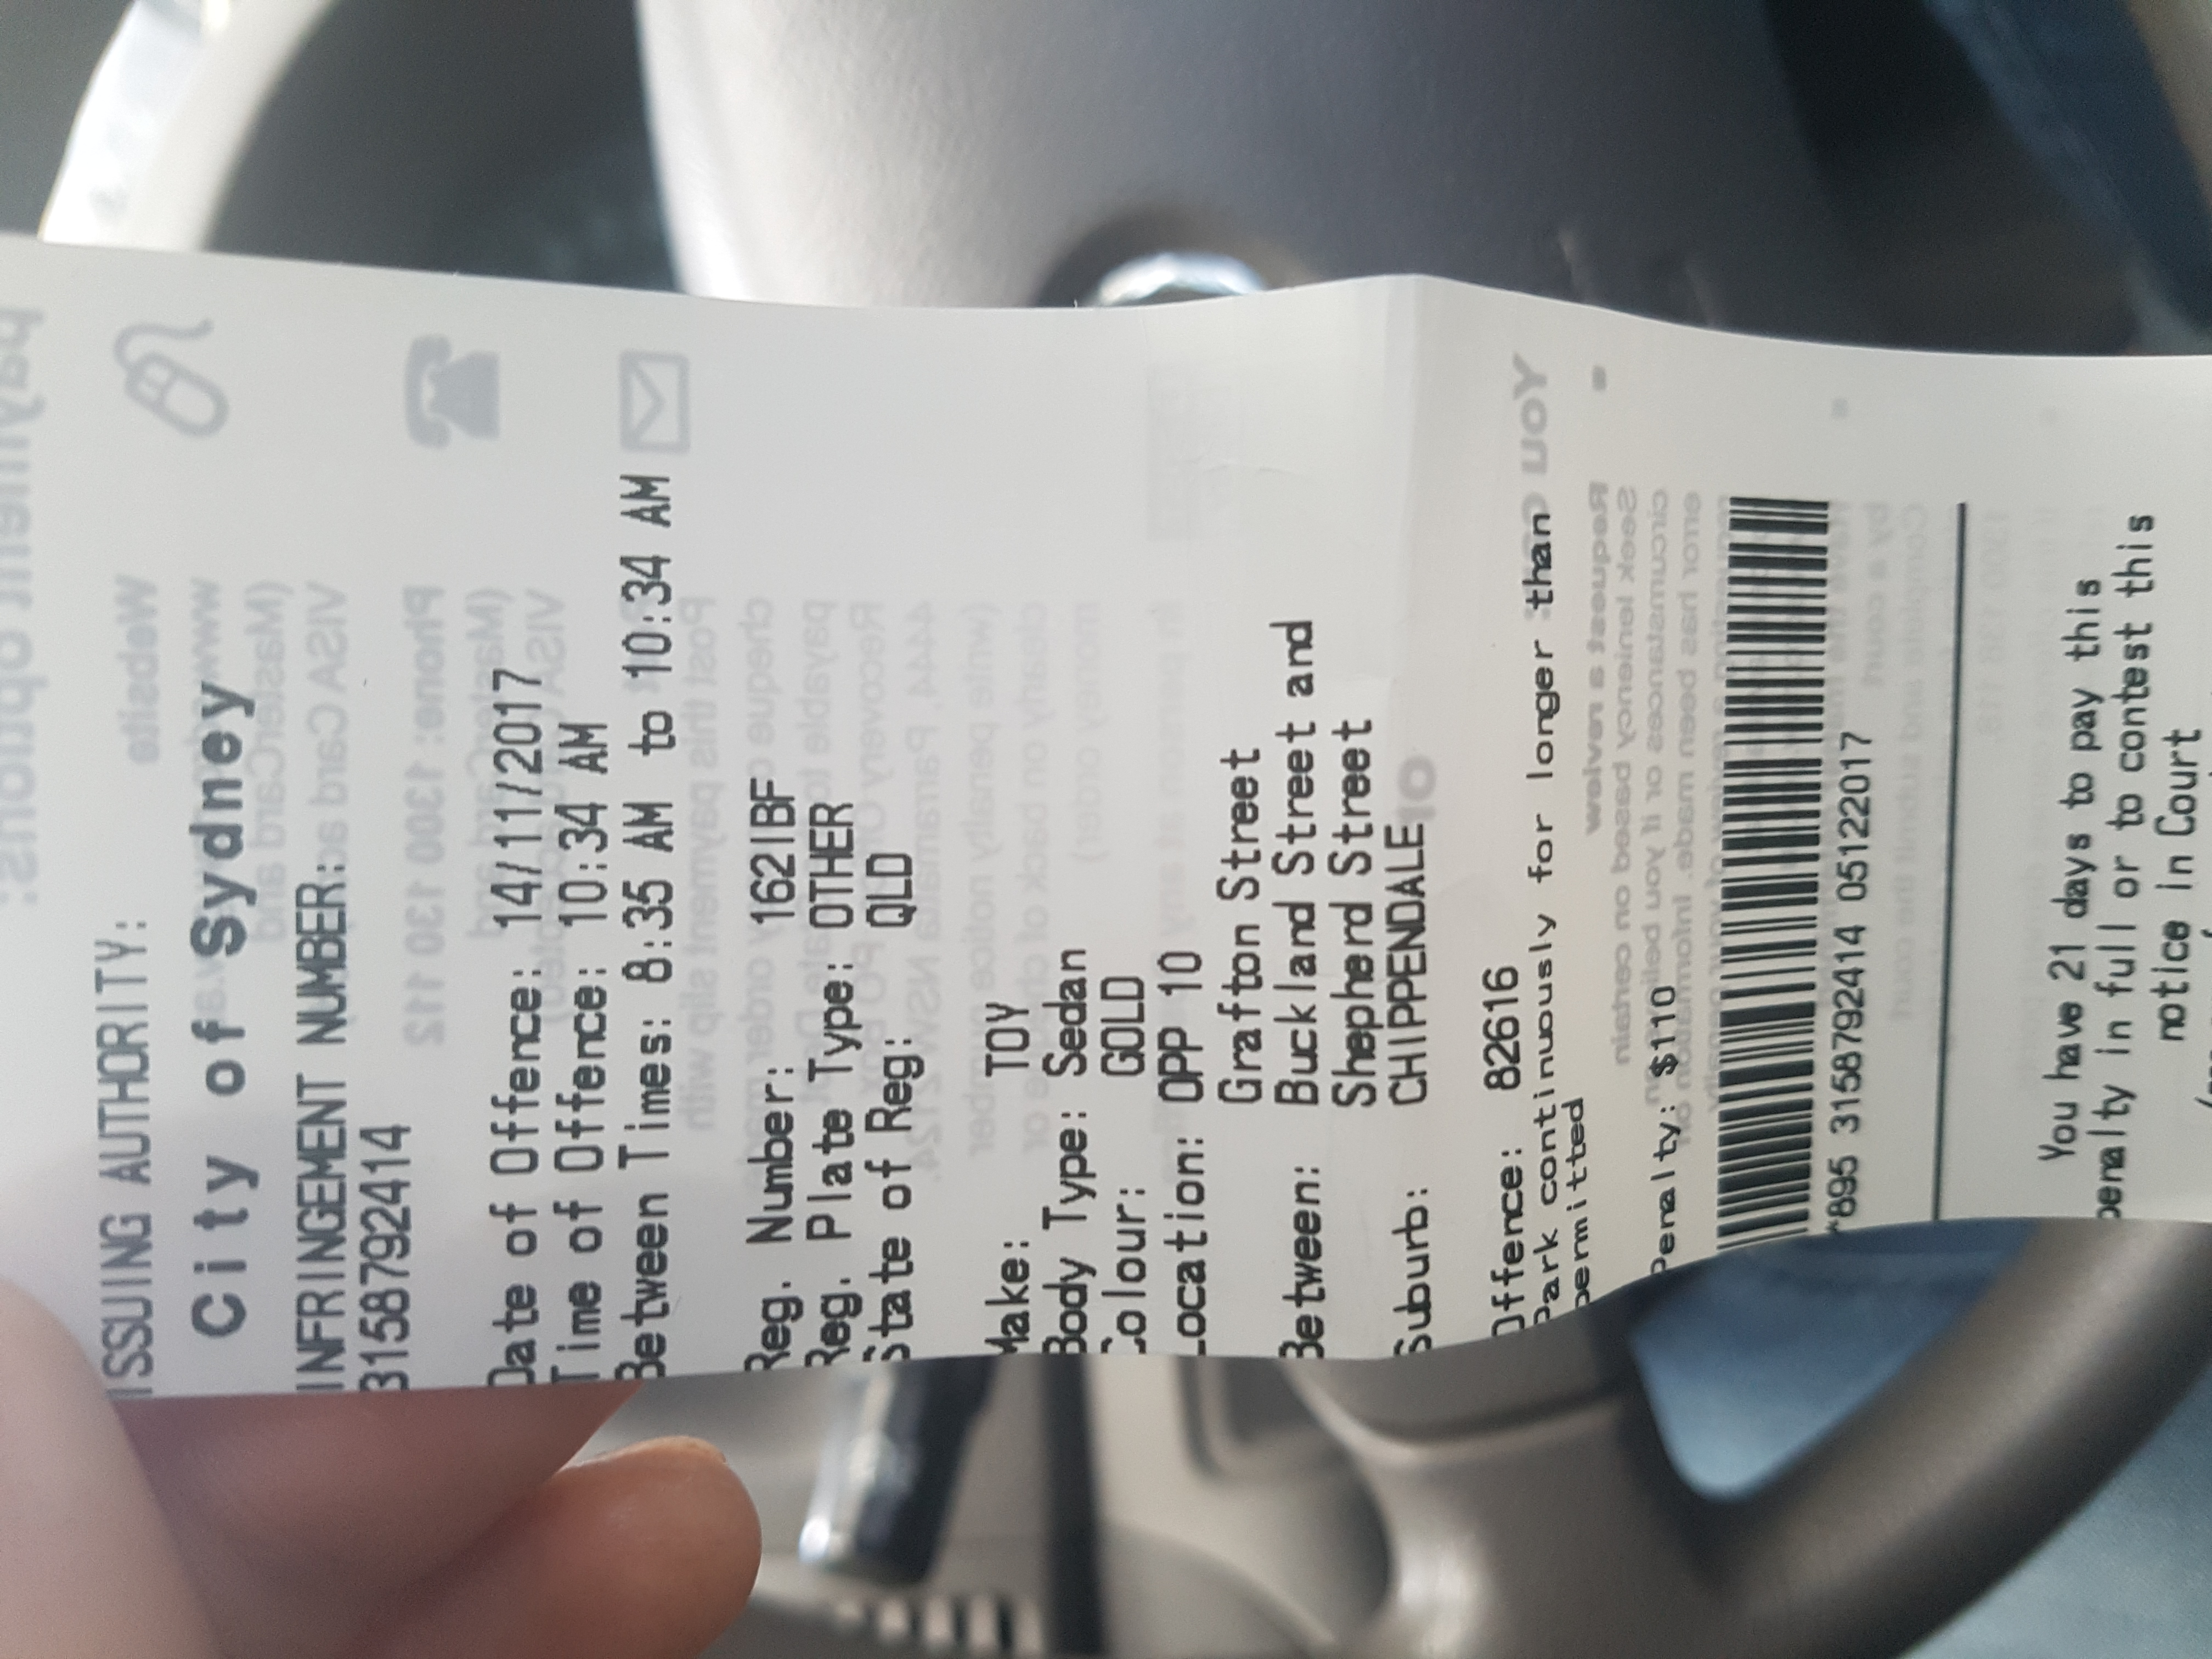 ISSUING AUTHORITY:
City of Sydney
INFRINGEMENT NUMBER:
3158792414
Date of Offence: 14/11/2017
Time of Offence: 10:34 AM
Between Times: 8:35 AM to 10:34 AM
Reg. Number: 162IBF
Reg. Plate Type: OTHER
State of Reg: QLD
Make: TOY
Body Type: Sedan
Colour: GOLD
Location: OPP 10
Grafton Street
Between: Buckland Street and
Shepherd Street
Suburb: CHIPPENDALE
Offence: 82616
Park continuously for longer than
permitted
Penalty: $110
*895 3158792414 05122017
You have 21 days to pay this
penalty in full or to contest this
notice in Court